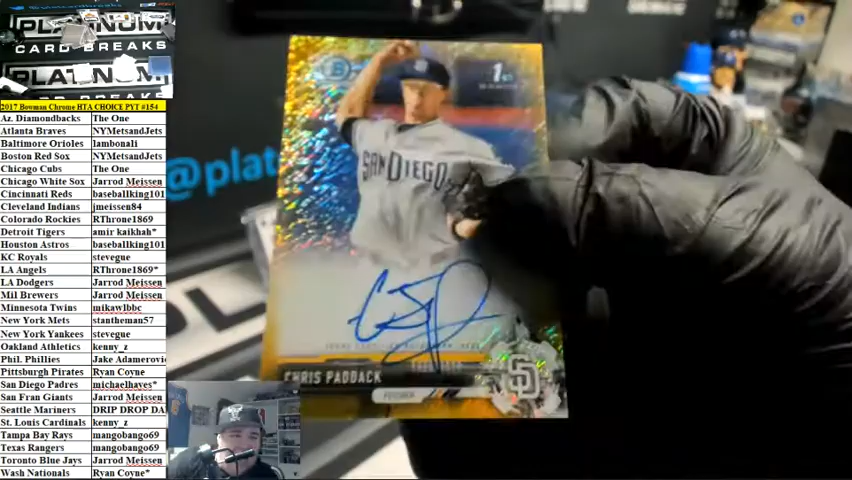 PLATINUM
CARD BREAKS
2017 Bowman Chrome HTA CHOICE PYT #154
Az. Diamondbacks The One
Atlanta Braves NYMetsandJets
Baltimore Orioles lambonali
Boston Red Sox NYMetsandJets
Chicago Cubs The One
Chicago White Sox Jarrod Meissen
Cincinnati Reds baseballking101
Cleveland Indians jmeissen84
Colorado Rockies RThrone1869
Detroit Tigers amir kaikhah*
Houston Astros baseballking101
KC Royals stevegue
LA Angels RThrone1869*
LA Dodgers Jarrod Meissen
Mil Brewers Jarrod Meissen
Minnesota Twins mikawlbbc
New York Mets stantheman57
New York Yankees stevegue
Oakland Athletics kenny_z
Phil. Phillies Jake Adamerovi
Pittsburgh Pirates Ryan Coyne
San Diego Padres michaelhayes*
San Fran Giants Jarrod Meissen
Seattle Mariners DRIP DROP DA
St. Louis Cardinals kenny_z
Tampa Bay Rays mangobango69
Texas Rangers mangobango69
Toronto Blue Jays Jarrod Meissen
Wash Nationals Ryan Coyne*
@plat
1st
SAN DIEGO
CHRIS PADDACK
PITCHER
SD